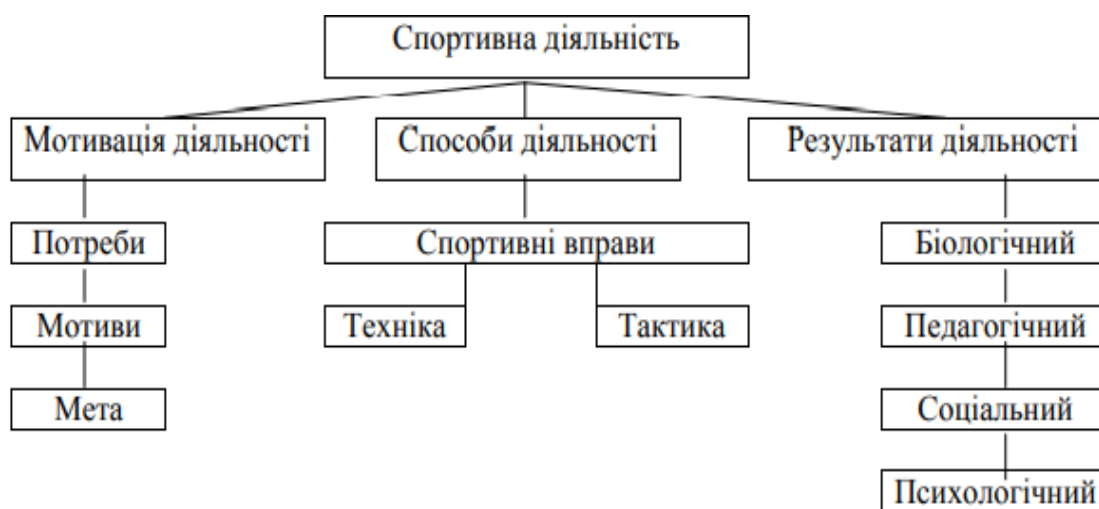 Спортивна діяльність
Мотивація діяльності
Способи діяльності
Результати діяльності
Потреби
Спортивні вправи
Біологічний
Мотиви
Техніка
Тактика
Педагогічний
Мета
Соціальний
Психологічний